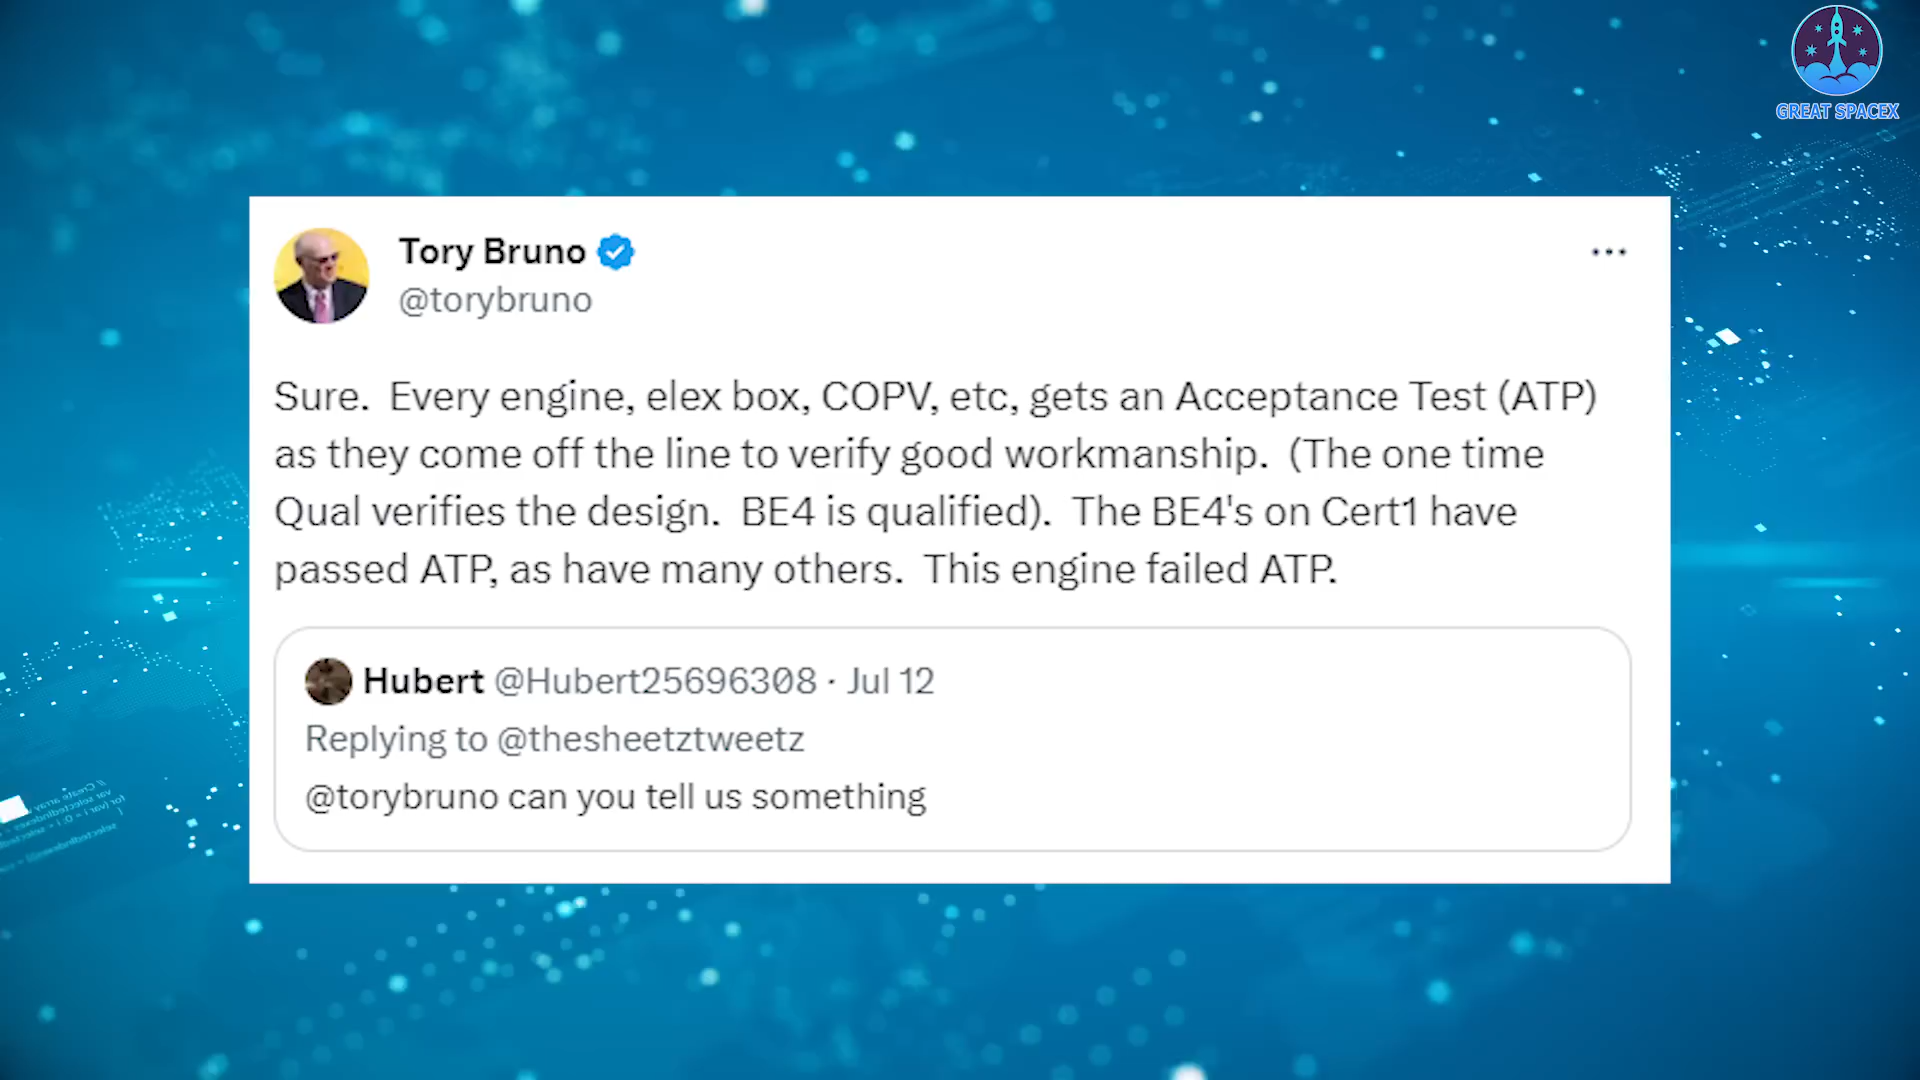 GREAT SPACEX
Tory Bruno
@torybruno
Sure.  Every engine, elex box, COPV, etc, gets an Acceptance Test (ATP)
as they come off the line to verify good workmanship.  (The one time
Qual verifies the design.  BE4 is qualified).  The BE4's on Cert1 have
passed ATP, as have many others.  This engine failed ATP.
Hubert @Hubert25696308 · Jul 12
Replying to @thesheetztweetz
@torybruno can you tell us something